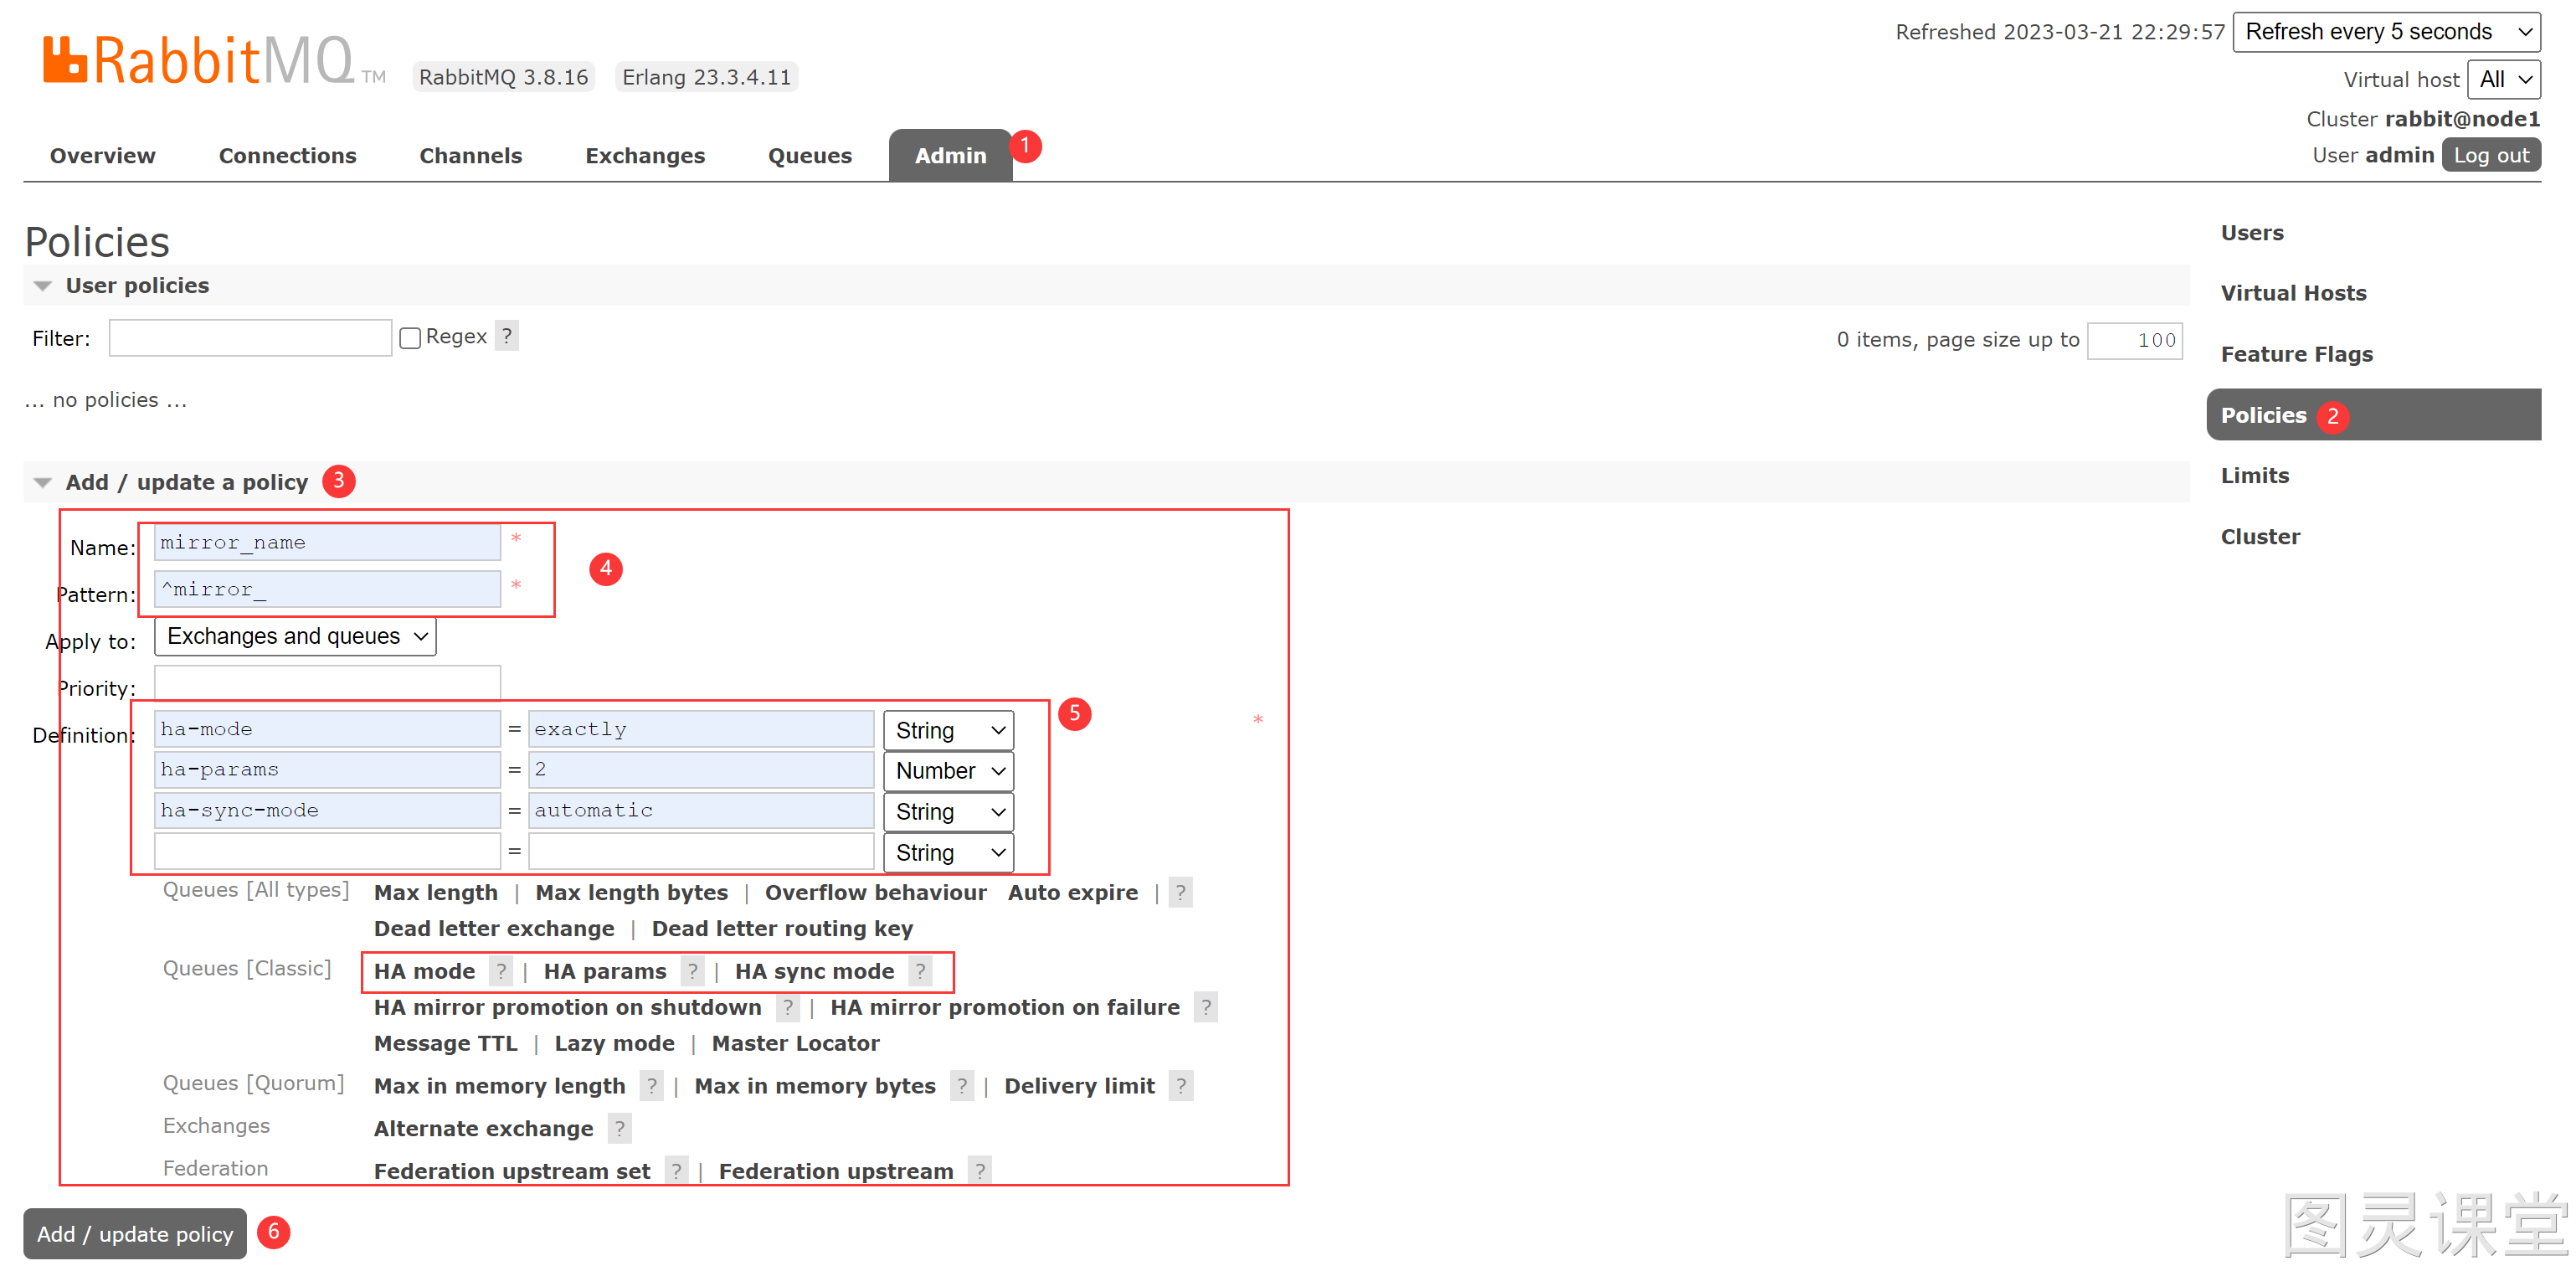 RabbitMQ TM RabbitMQ 3.8.16 Erlang 23.3.4.11
Refreshed 2023-03-21 22:29:57 Refresh every 5 seconds
Virtual host All
Cluster rabbit@node1
User admin Log out
Overview Connections Channels Exchanges Queues Admin 1
Policies
User policies
Filter: Regex ? 0 items, page size up to 100
... no policies ...
Add / update a policy 3
Name: mirror_name *
4
Pattern: ^mirror_ *
Apply to: Exchanges and queues
Priority:
5
Definition: ha-mode = exactly String *
ha-params = 2 Number
ha-sync-mode = automatic String
= String
Queues [All types] Max length | Max length bytes | Overflow behaviour Auto expire | ?
Dead letter exchange | Dead letter routing key
Queues [Classic] HA mode ? | HA params ? | HA sync mode ?
HA mirror promotion on shutdown ? | HA mirror promotion on failure ?
Message TTL | Lazy mode | Master Locator
Queues [Quorum] Max in memory length ? | Max in memory bytes ? | Delivery limit ?
Exchanges Alternate exchange ?
Federation Federation upstream set ? | Federation upstream ?
Add / update policy 6
Users
Virtual Hosts
Feature Flags
Policies 2
Limits
Cluster
图灵课堂